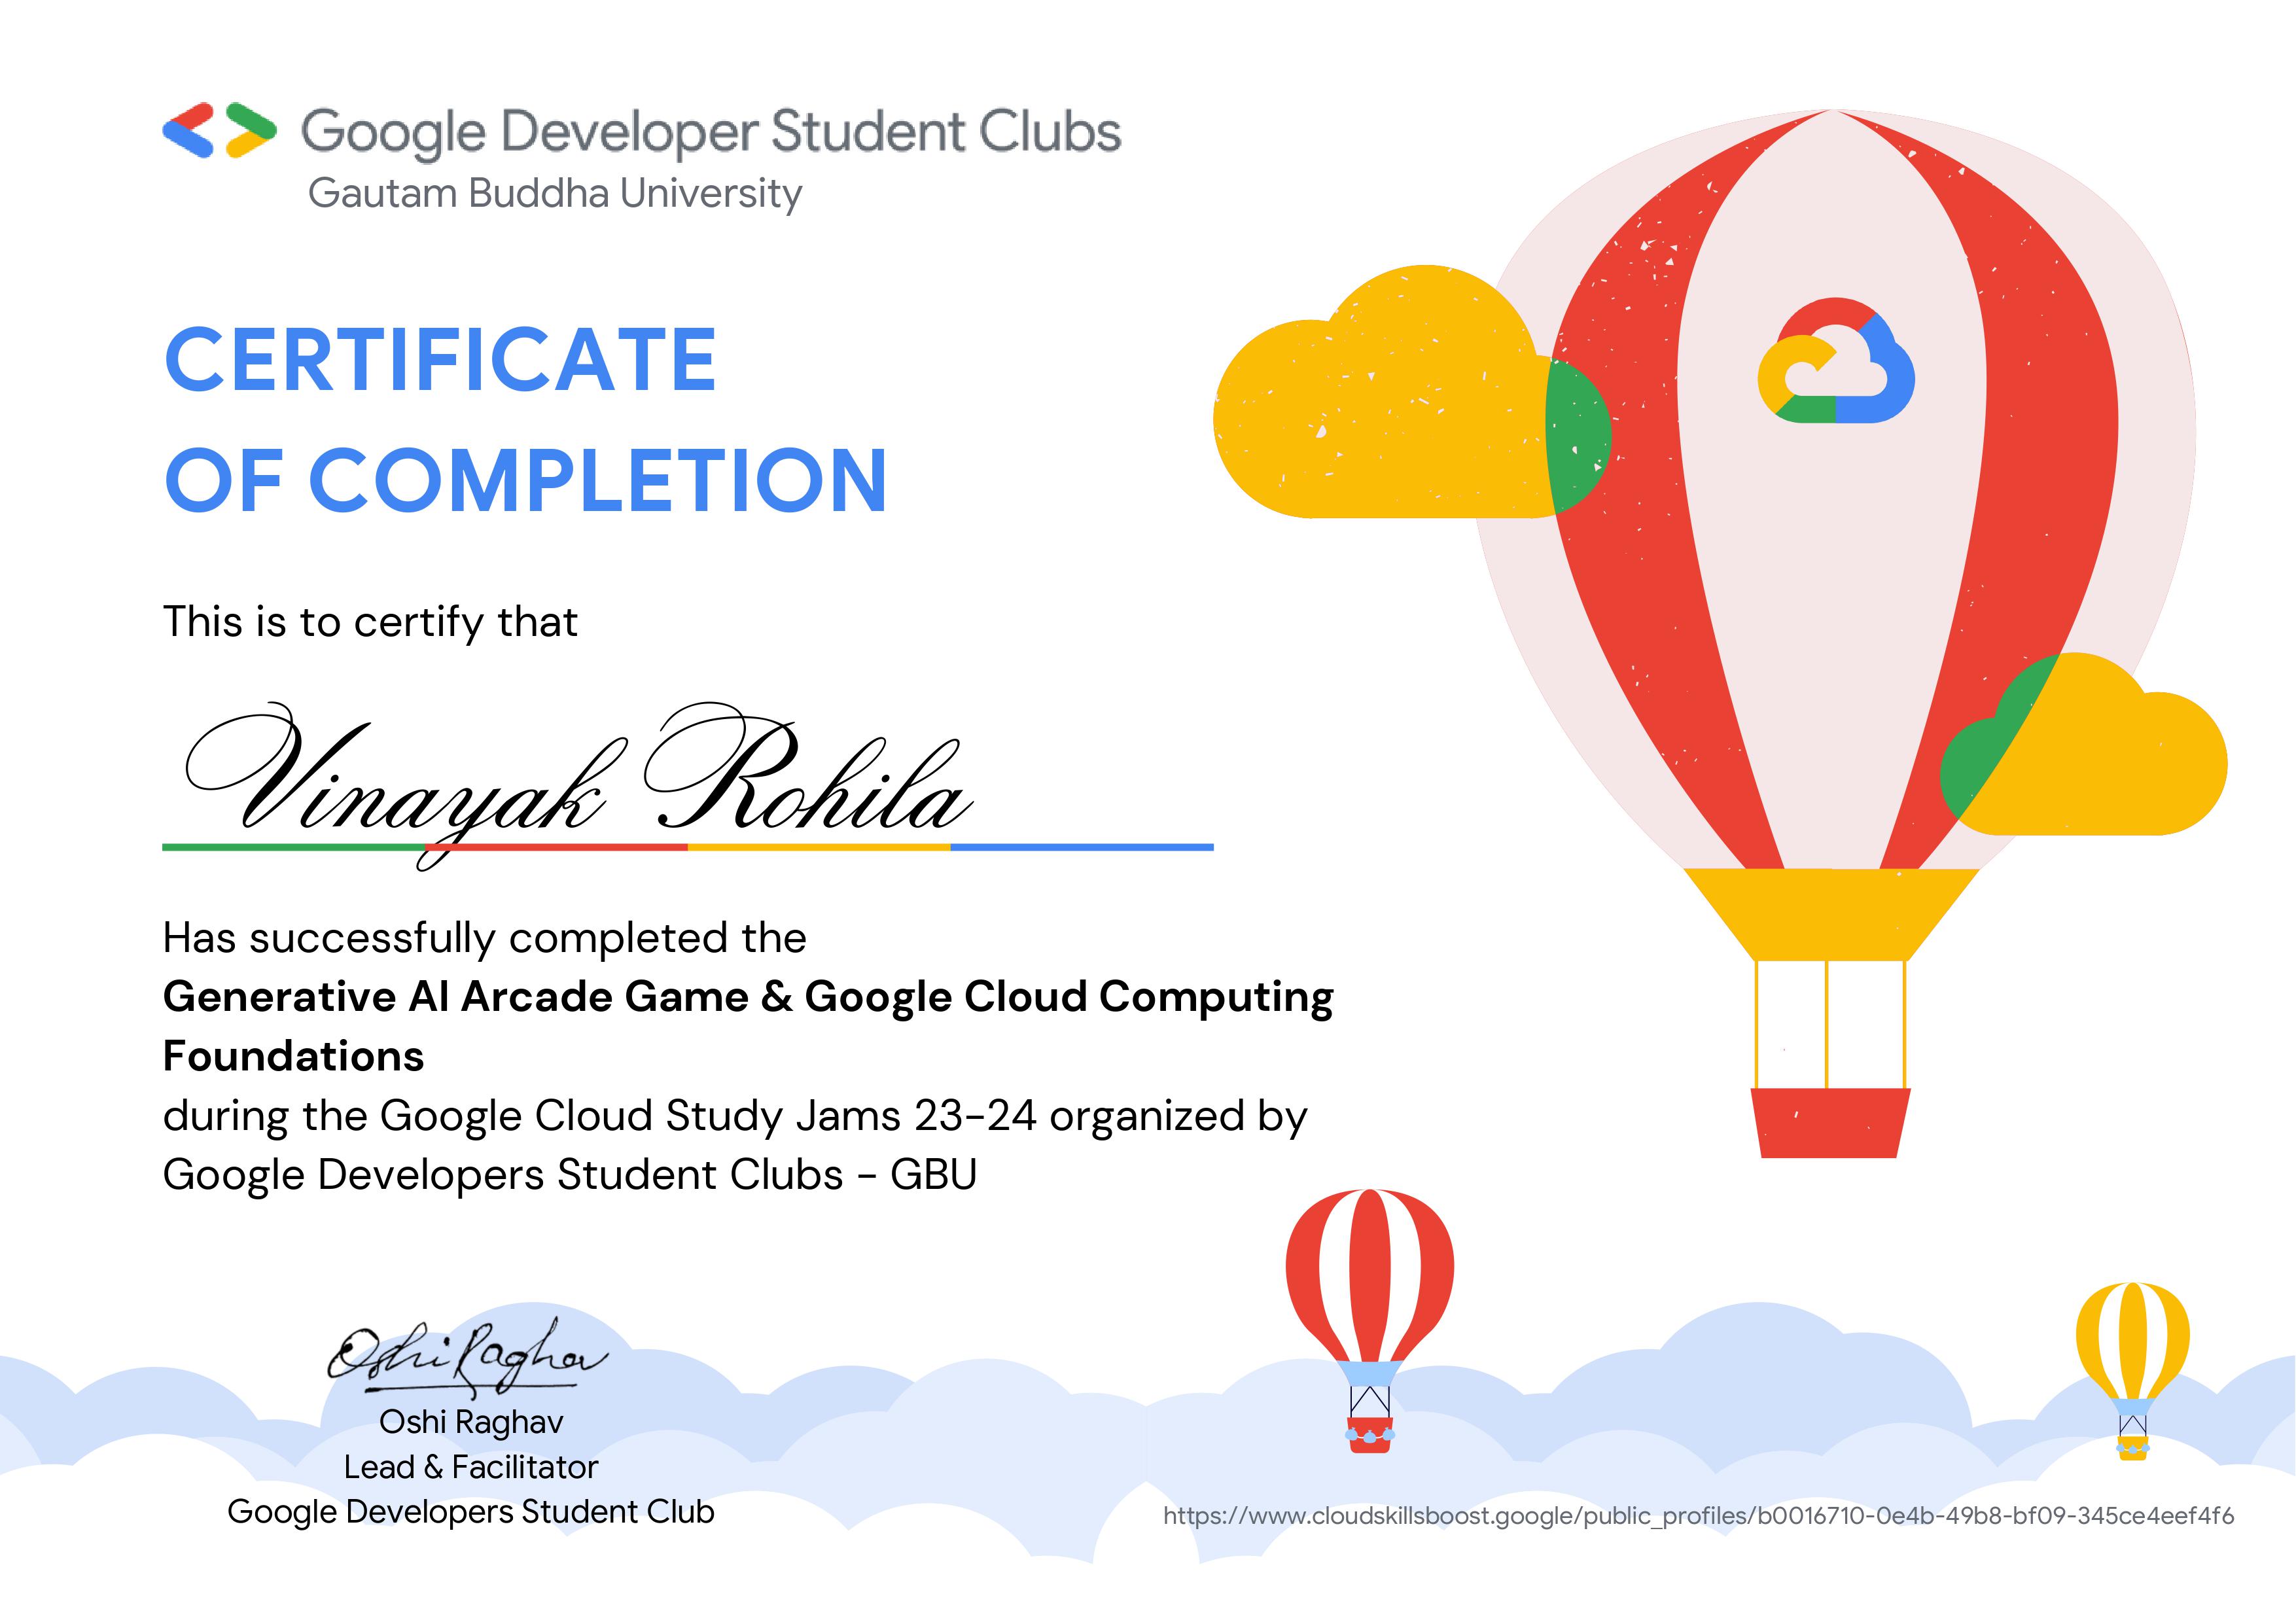 Google Developer Student Clubs
Gautam Buddha University
CERTIFICATE
OF COMPLETION
This is to certify that
Vinayak Rohila
Has successfully completed the
Generative AI Arcade Game & Google Cloud Computing
Foundations
during the Google Cloud Study Jams 23-24 organized by
Google Developers Student Clubs - GBU
Oshi Raghav
Oshi Raghav
Lead & Facilitator
Google Developers Student Club
https://www.cloudskillsboost.google/public_profiles/b0016710-0e4b-49b8-bf09-345ce4eef4f6